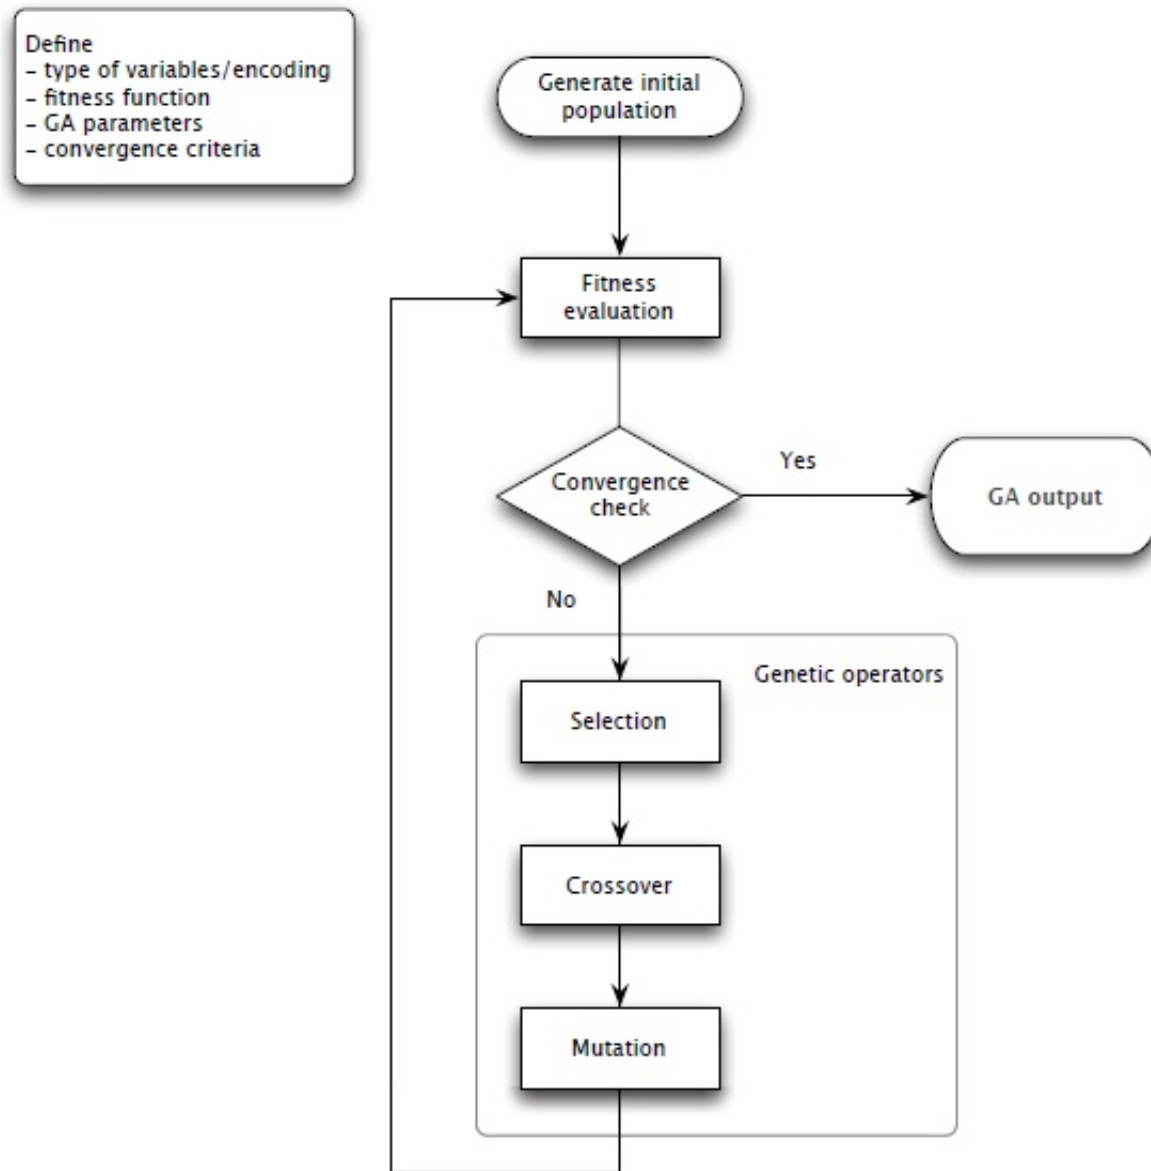 Define
– type of variables/encoding
– fitness function
– GA parameters
– convergence criteria
Generate initial
population
Fitness
evaluation
Convergence
check
Yes
GA output
No
Genetic operators
Selection
Crossover
Mutation